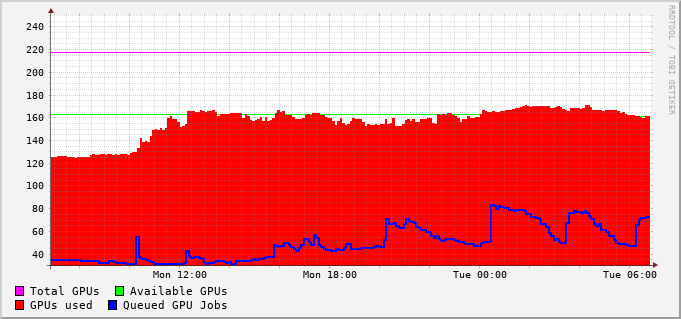 RRDTOOL / TOBI OETIKER
240
220
200
180
160
140
120
100
80
60
40
Mon 12:00 Mon 18:00 Tue 00:00 Tue 06:00
Total GPUs Available GPUs
GPUs used Queued GPU Jobs